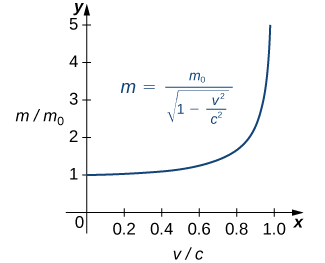 y
5
4
m = m₀ / √(1 − v²/c²)
3
m / m₀
2
1
0
0.2 0.4 0.6 0.8 1.0 x
v / c